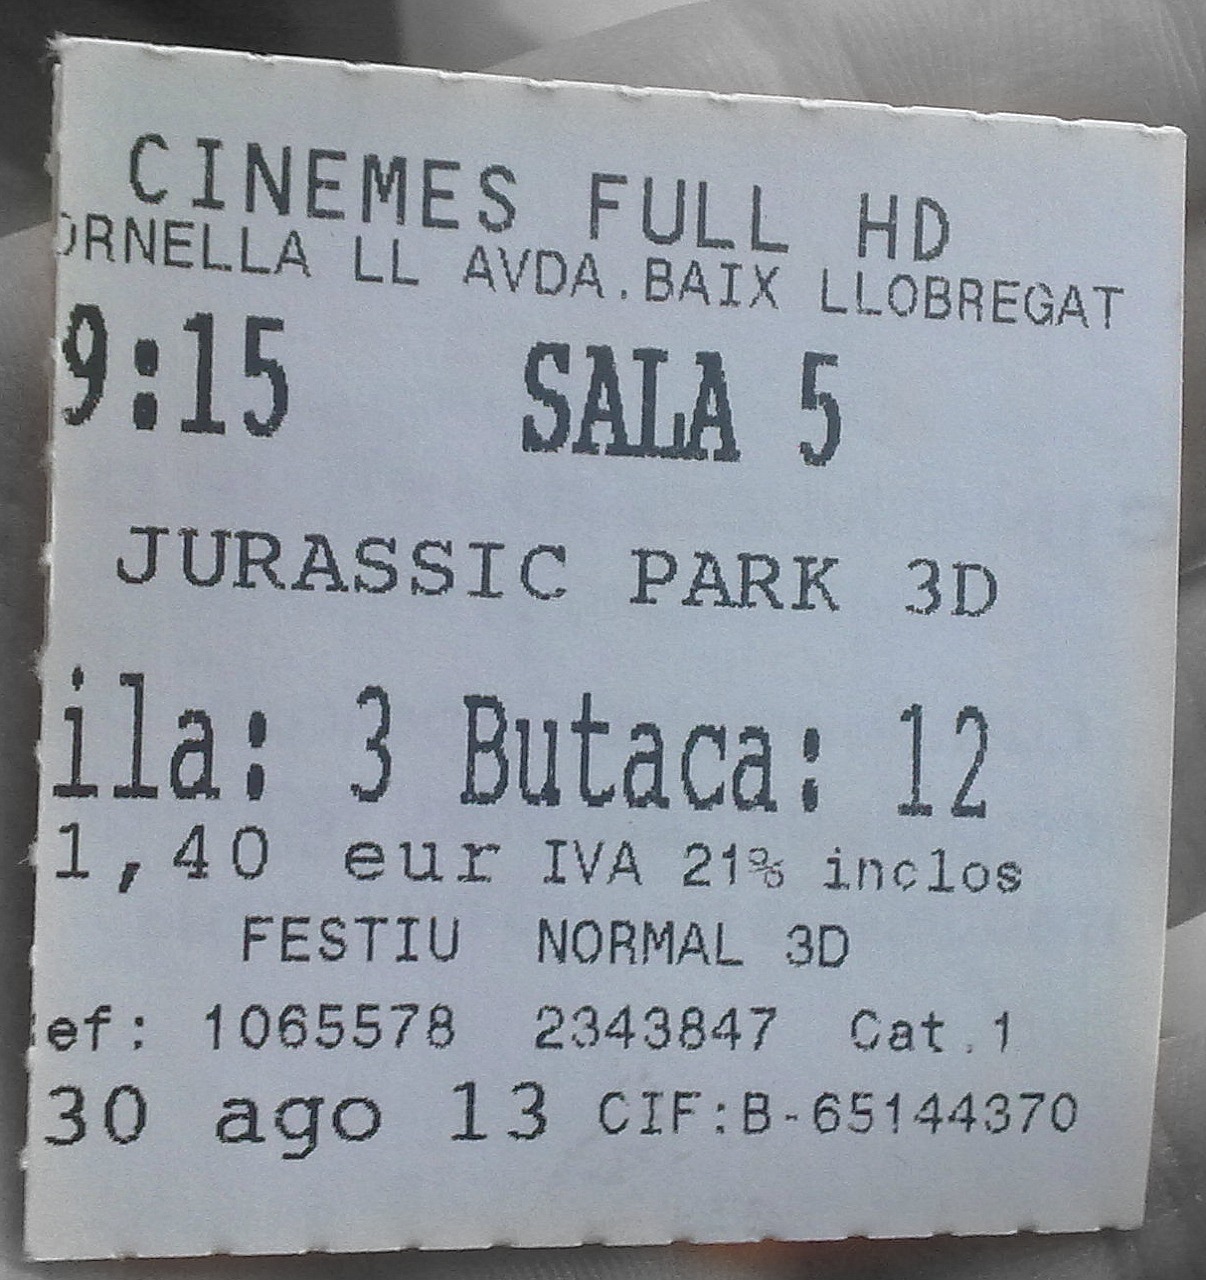 CINEMES FULL HD
ORNELLA LL AVDA.BAIX LLOBREGAT
9:15 SALA 5
JURASSIC PARK 3D
ila: 3 Butaca: 12
1,40 eur IVA 21% inclos
FESTIU NORMAL 3D
ef: 1065578 2343847 Cat.1
30 ago 13 CIF:B-65144370